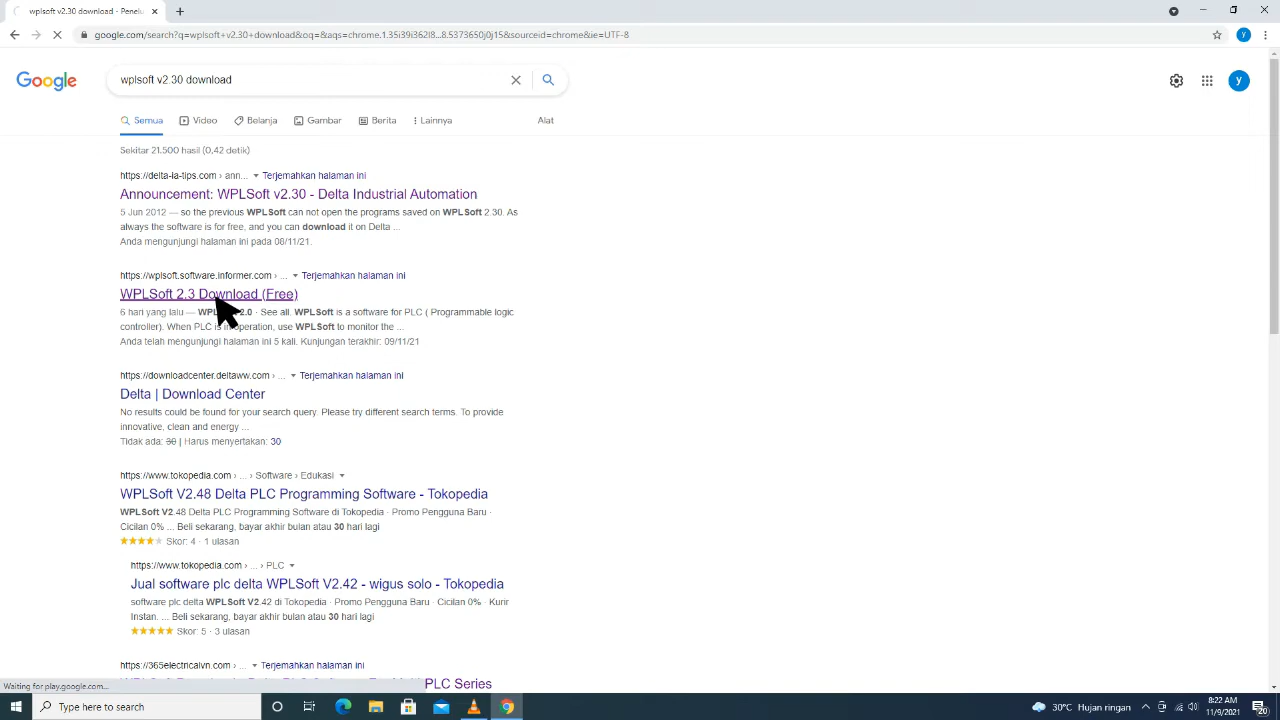 wplsoft v2.30 download - Penelu
google.com/search?q=wplsoft+v2.30+download&oq=&aqs=chrome.1.35i39i362l8...8.5373650j0j15&sourceid=chrome&ie=UTF-8
y
Google
wplsoft v2 30 download
y
Semua
Video
Belanja
Gambar
Berita
Lainnya
Alat
Sekitar 21.500 hasil (0,42 detik)
https://delta-ia-tips.com › ann... Terjemahkan halaman ini
Announcement: WPLSoft v2.30 - Delta Industrial Automation
5 Jun 2012 — so the previous WPLSoft can not open the programs saved on WPLSoft 2.30. As
always the software is for free, and you can download it on Delta ...
Anda mengunjungi halaman ini pada 08/11/21.
https://wplsoft.software.informer.com › ... Terjemahkan halaman ini
WPLSoft 2.3 Download (Free)
6 hari yang lalu — 2.0 · See all, WPLSoft is a software for PLC ( Programmable logic
controller). When PLC is in operation, use WPLSoft to monitor the ...
Anda telah mengunjungi halaman ini 5 kali. Kunjungan terakhir: 09/11/21
https://downloadcenter.deltaww.com › ... Terjemahkan halaman ini
Delta | Download Center
No results could be found for your search query. Please try different search terms. To provide
innovative, clean and energy ...
Tidak ada: 30 | Harus menyertakan: 30
https://www.tokopedia.com › ... › Software › Edukasi
WPLSoft V2.48 Delta PLC Programming Software - Tokopedia
WPLSoft V2.48 Delta PLC Programming Software di Tokopedia · Promo Pengguna Baru ·
Cicilan 0% ... Beli sekarang, bayar akhir bulan atau 30 hari lagi
Skor: 4 · 1 ulasan
https://www.tokopedia.com › ... › PLC
Jual software plc delta WPLSoft V2.42 - wigus solo - Tokopedia
software plc delta WPLSoft V2.42 di Tokopedia · Promo Pengguna Baru · Cicilan 0% · Kurir
Instan. ... Beli sekarang, bayar akhir bulan atau 30 hari lagi
Skor: 5 · 3 ulasan
https://365electricalvn.com › ... Terjemahkan halaman ini
PLC Series
Waiting for play.google.com...
Type here to search
30°C Hujan ringan
8:22 AM
11/9/2021
20